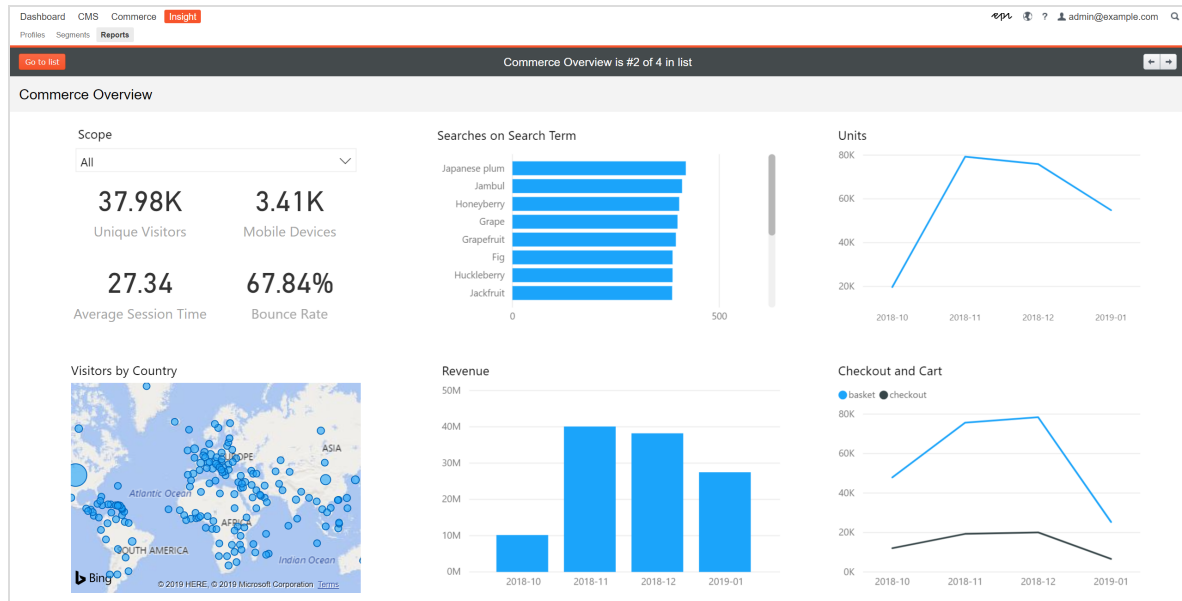 Dashboard CMS Commerce Insight
epi ? admin@example.com
Profiles Segments Reports
Go to list
Commerce Overview is #2 of 4 in list
Commerce Overview
Scope
All
37.98K
Unique Visitors
3.41K
Mobile Devices
27.34
Average Session Time
67.84%
Bounce Rate
Searches on Search Term
Japanese plum
Jambul
Honeyberry
Grape
Grapefruit
Fig
Huckleberry
Jackfruit
0 500
Units
80K
60K
40K
20K
2018-10 2018-11 2018-12 2019-01
Visitors by Country
ASIA
EUROPE
Atlantic Ocean
AFRICA
SOUTH AMERICA
Indian Ocean
Bing
© 2019 HERE, © 2019 Microsoft Corporation Terms
Revenue
50M
40M
30M
20M
10M
0M
2018-10 2018-11 2018-12 2019-01
Checkout and Cart
basket checkout
80K
60K
40K
20K
0K
2018-10 2018-11 2018-12 2019-01